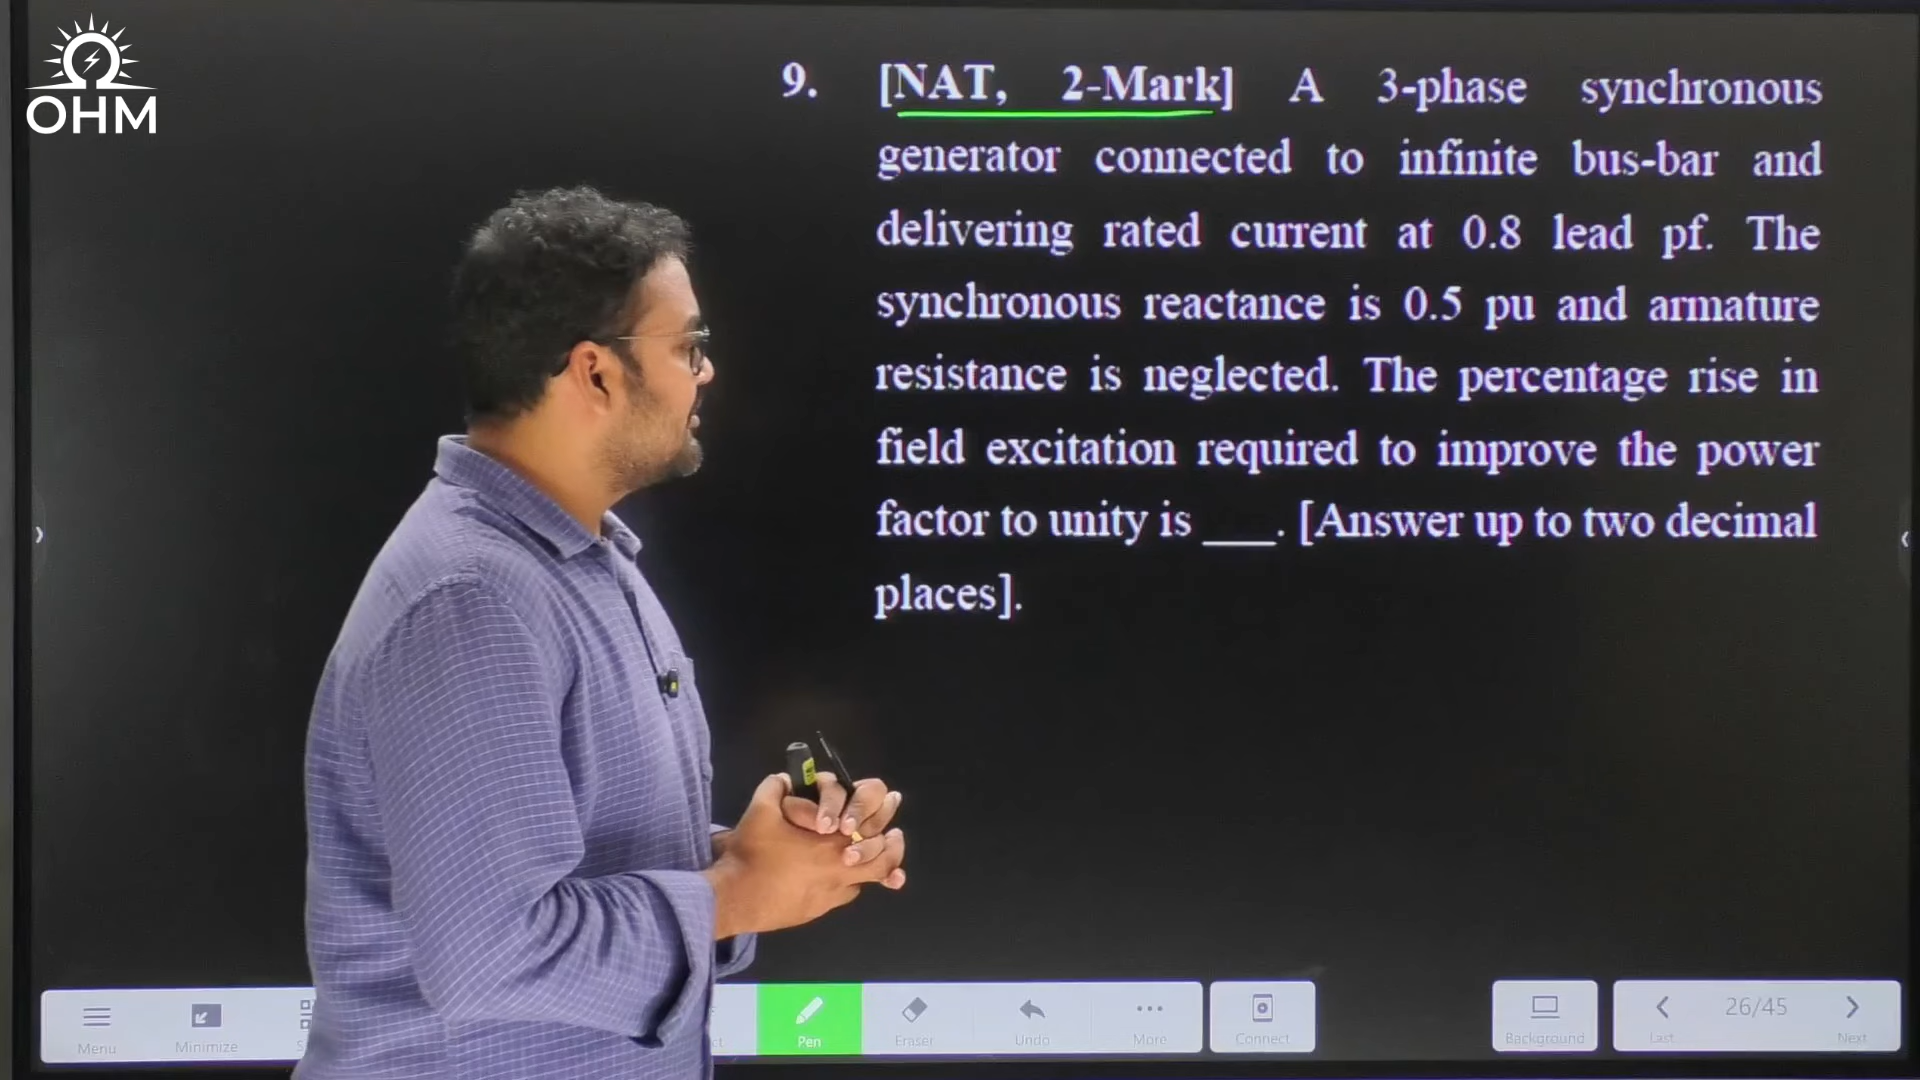 OHM
9. [NAT, 2-Mark] A 3-phase synchronous
generator connected to infinite bus-bar and
delivering rated current at 0.8 lead pf. The
synchronous reactance is 0.5 pu and armature
resistance is neglected. The percentage rise in
field excitation required to improve the power
factor to unity is ___. [Answer up to two decimal
places].
Menu Minimize Pen Eraser Undo More Connect Background Last 26/45 Next